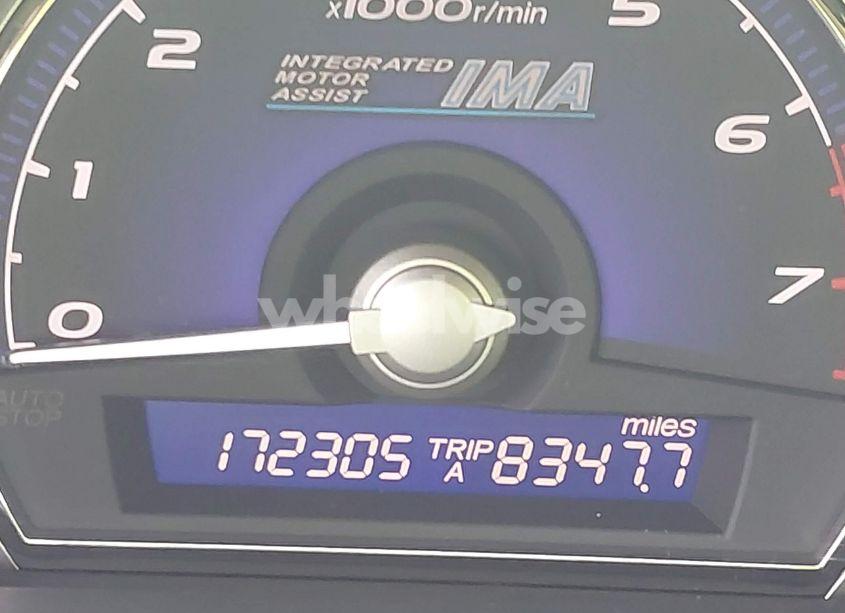 x1000r/min
5
2
INTEGRATED
MOTOR
ASSIST
IMA
6
1
7
0
wheelwise
AUTO
STOP
miles
172305 TRIP A 8347.7